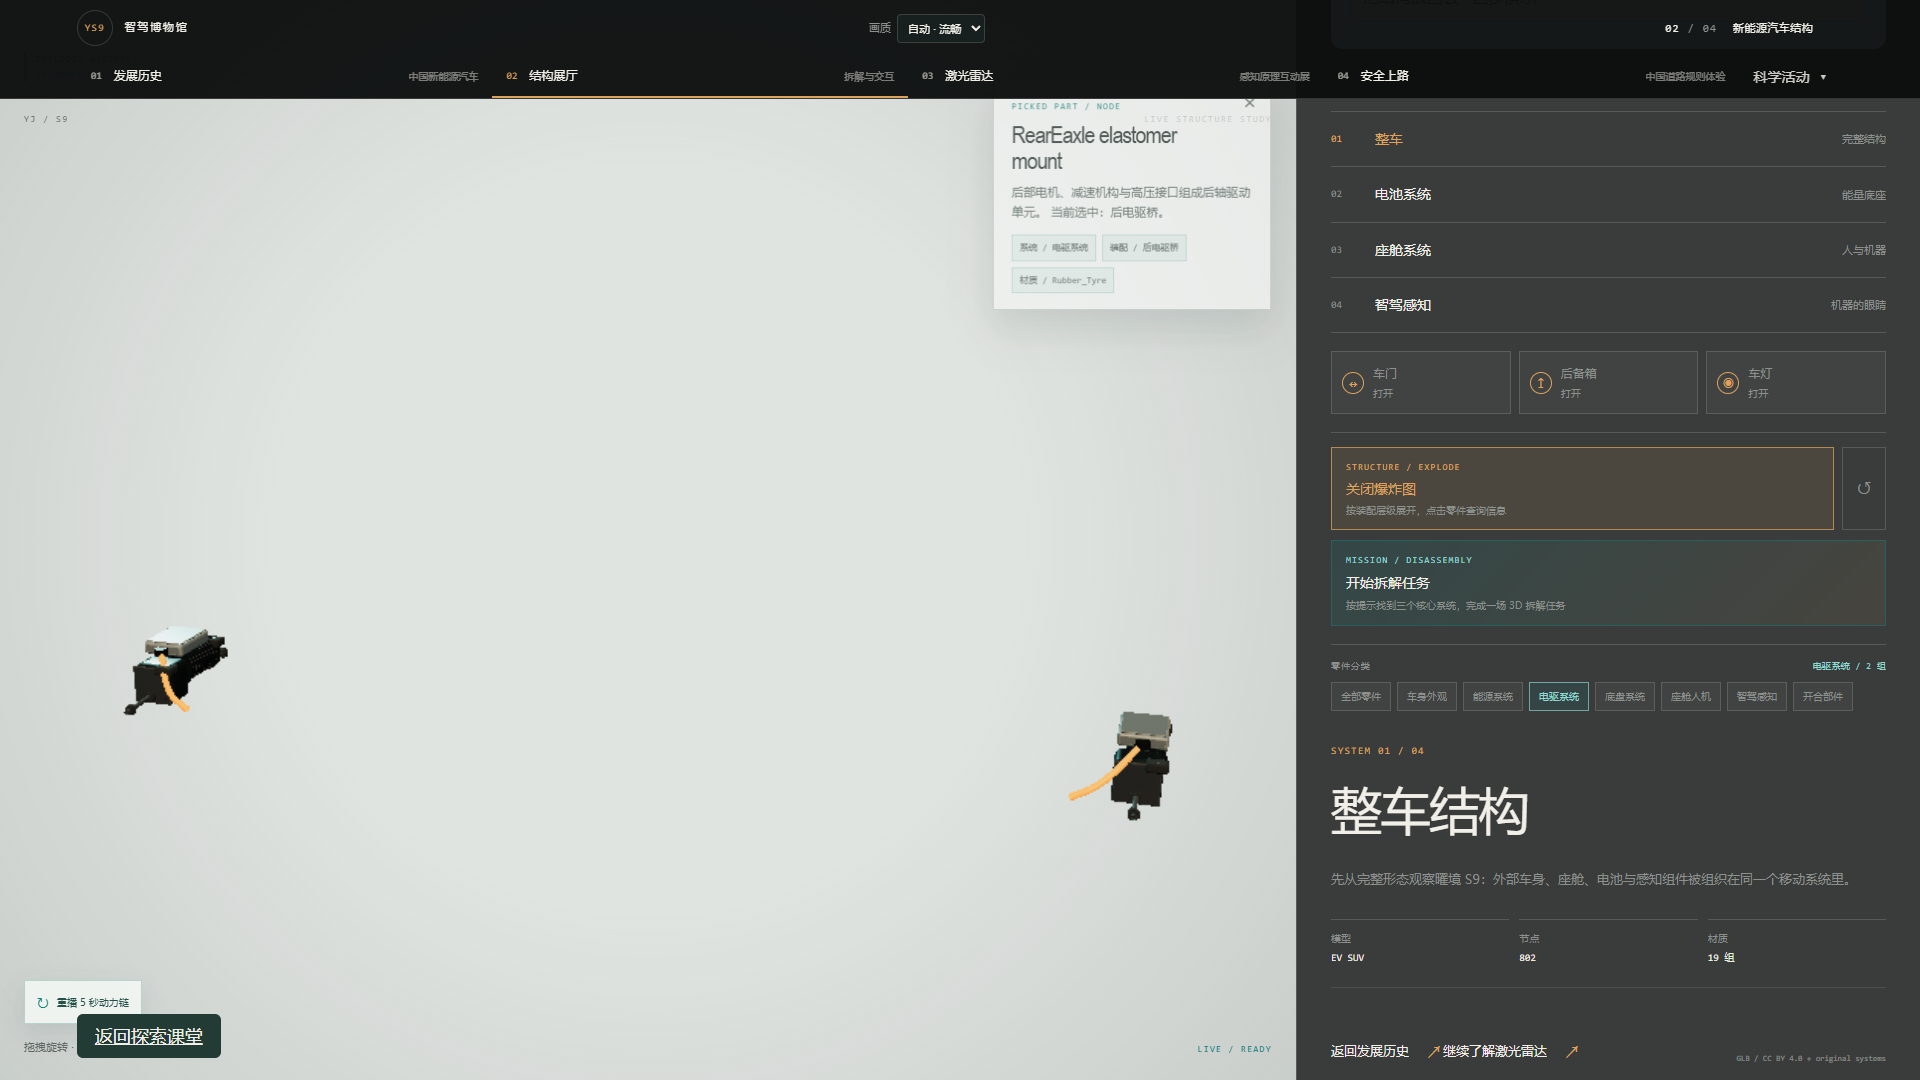 YS9 智驾博物馆
画质 自动 - 流畅
02 / 04 新能源汽车结构
01 发展历史 中国新能源汽车
02 结构展厅 拆解与交互
03 激光雷达 感知原理互动展
04 安全上路 中国道路规则体验
科学活动
YJ / S9
LIVE STRUCTURE STUDY
PICKED PART / NODE
RearEaxle elastomer
mount
后部电机、减速机构与高压接口组成后轴驱动
单元。 当前选中：后电驱桥。
系统 / 电驱系统
装配 / 后电驱桥
材质 / Rubber_Tyre
重播 5 秒动力链
返回探索课堂
拖拽旋转 ·
LIVE / READY
01 整车 完整结构
02 电池系统 能量底座
03 座舱系统 人与机器
04 智驾感知 机器的眼睛
车门
打开
后备箱
打开
车灯
打开
STRUCTURE / EXPLODE
关闭爆炸图
按装配层级展开，点击零件查询信息
MISSION / DISASSEMBLY
开始拆解任务
按提示找到三个核心系统，完成一场 3D 拆解任务
零件分类 电驱系统 / 2 组
全部零件 车身外观 能源系统 电驱系统 底盘系统 座舱人机 智驾感知 开合部件
SYSTEM 01 / 04
整车结构
先从完整形态观察曜境 S9：外部车身、座舱、电池与感知组件被组织在同一个移动系统里。
模型
EV SUV
节点
802
材质
19 组
返回发展历史 ↗
继续了解激光雷达 ↗
GLB / CC BY 4.0 + original systems